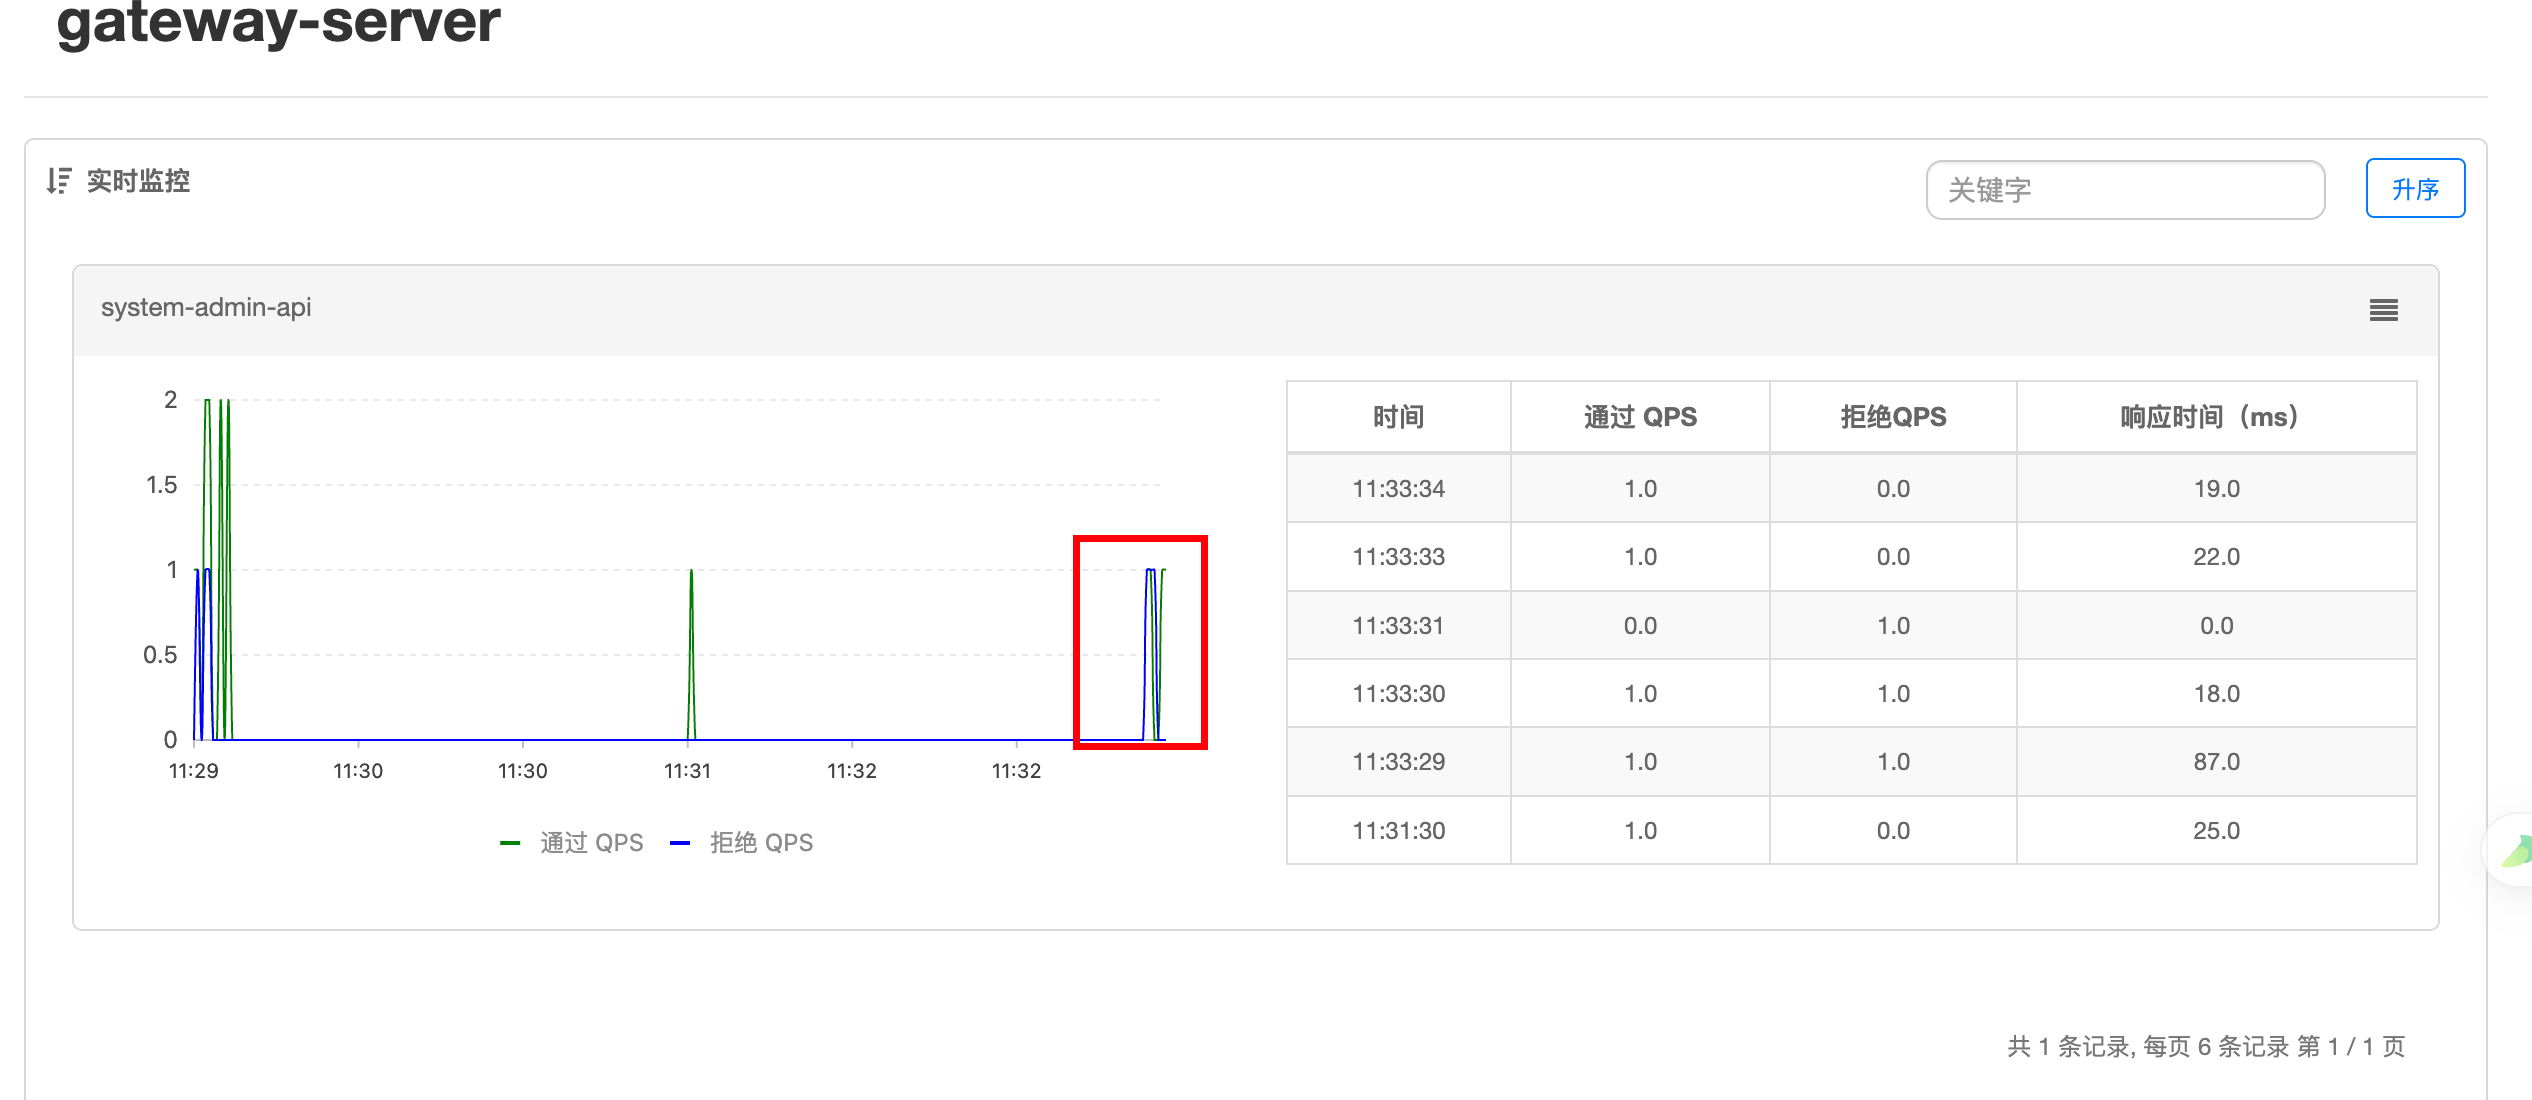 gateway-server
实时监控
关键字
升序
system-admin-api
2
1.5
1
0.5
0
11:29 11:30 11:30 11:31 11:32 11:32
通过 QPS 拒绝 QPS
时间 通过 QPS 拒绝QPS 响应时间（ms）
11:33:34 1.0 0.0 19.0
11:33:33 1.0 0.0 22.0
11:33:31 0.0 1.0 0.0
11:33:30 1.0 1.0 18.0
11:33:29 1.0 1.0 87.0
11:31:30 1.0 0.0 25.0
共 1 条记录, 每页 6 条记录 第 1 / 1 页